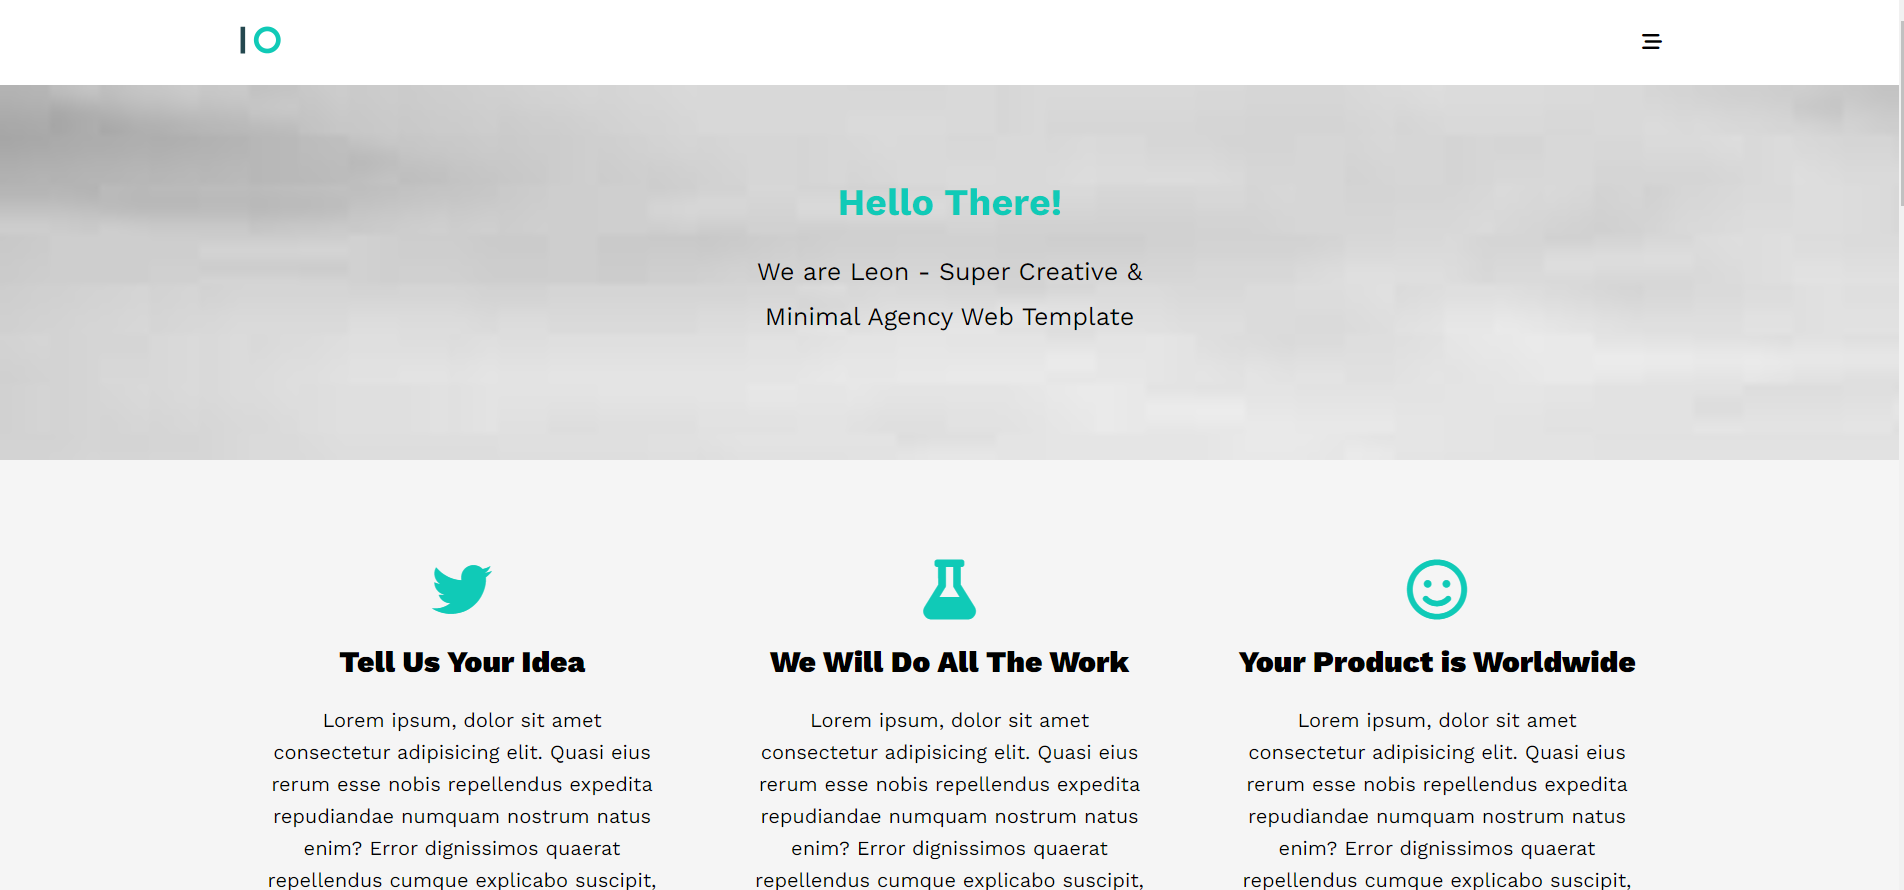 IO
Hello There!
We are Leon - Super Creative &
Minimal Agency Web Template
Tell Us Your Idea
Lorem ipsum, dolor sit amet
consectetur adipisicing elit. Quasi eius
rerum esse nobis repellendus expedita
repudiandae numquam nostrum natus
enim? Error dignissimos quaerat
repellendus cumque explicabo suscipit,
We Will Do All The Work
Lorem ipsum, dolor sit amet
consectetur adipisicing elit. Quasi eius
rerum esse nobis repellendus expedita
repudiandae numquam nostrum natus
enim? Error dignissimos quaerat
repellendus cumque explicabo suscipit,
Your Product is Worldwide
Lorem ipsum, dolor sit amet
consectetur adipisicing elit. Quasi eius
rerum esse nobis repellendus expedita
repudiandae numquam nostrum natus
enim? Error dignissimos quaerat
repellendus cumque explicabo suscipit,